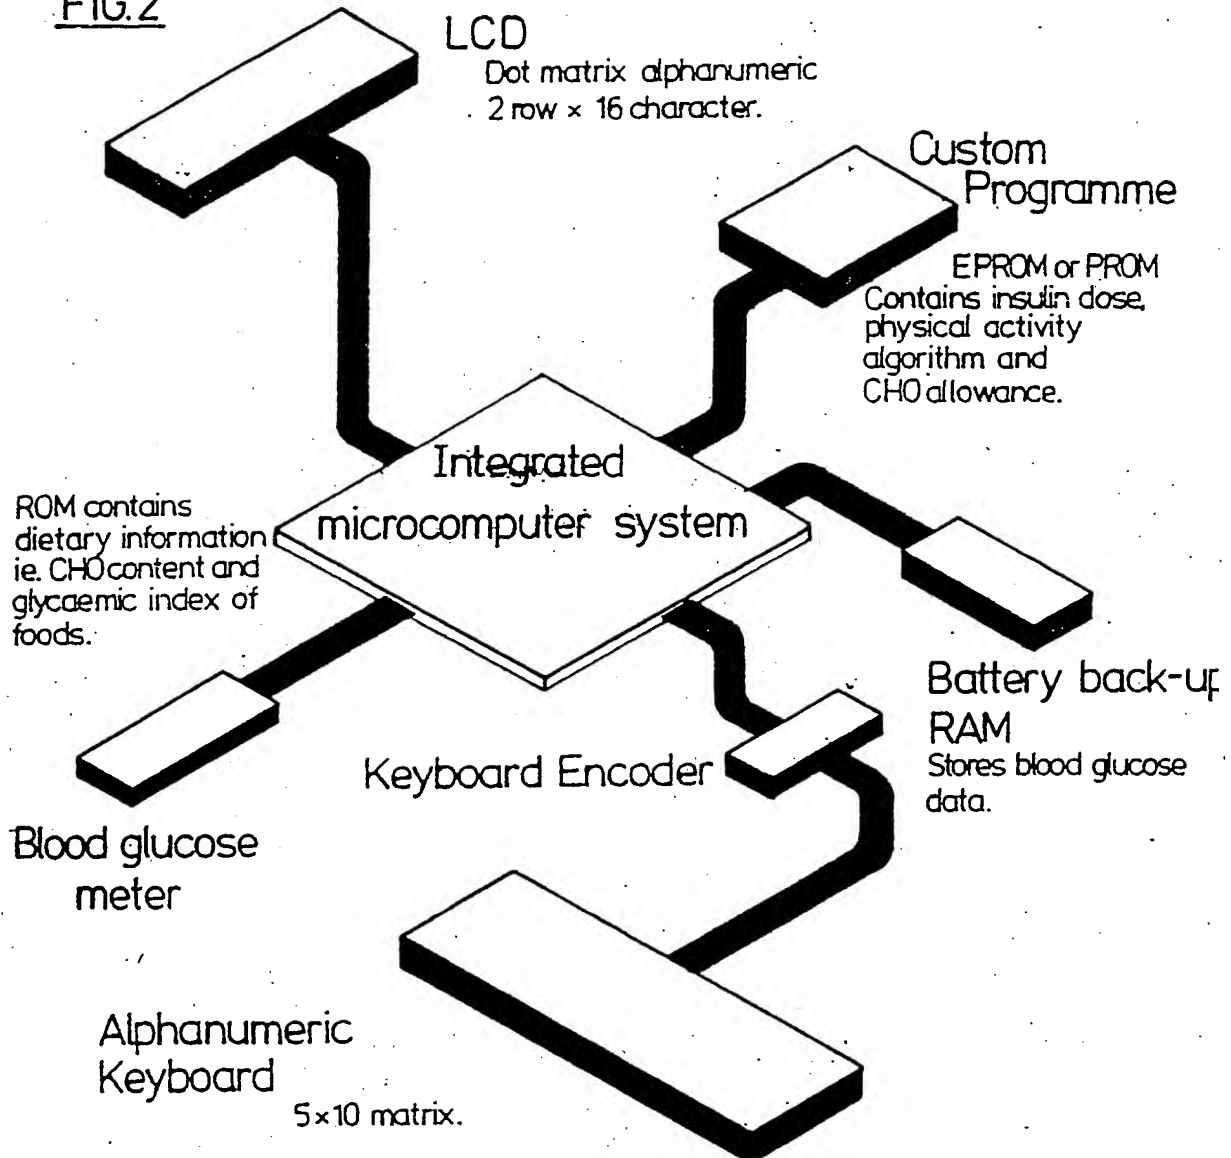 FIG.2
LCD
Dot matrix alphanumeric
2 row × 16 character.
Custom
Programme
EPROM or PROM
Contains insulin dose,
physical activity
algorithm and
CHO allowance.
Integrated
microcomputer system
ROM contains
dietary information
ie. CHO content and
glycaemic index of
foods.
Battery back-up
RAM
Stores blood glucose
data.
Keyboard Encoder
Blood glucose
meter
Alphanumeric
Keyboard
5×10 matrix.